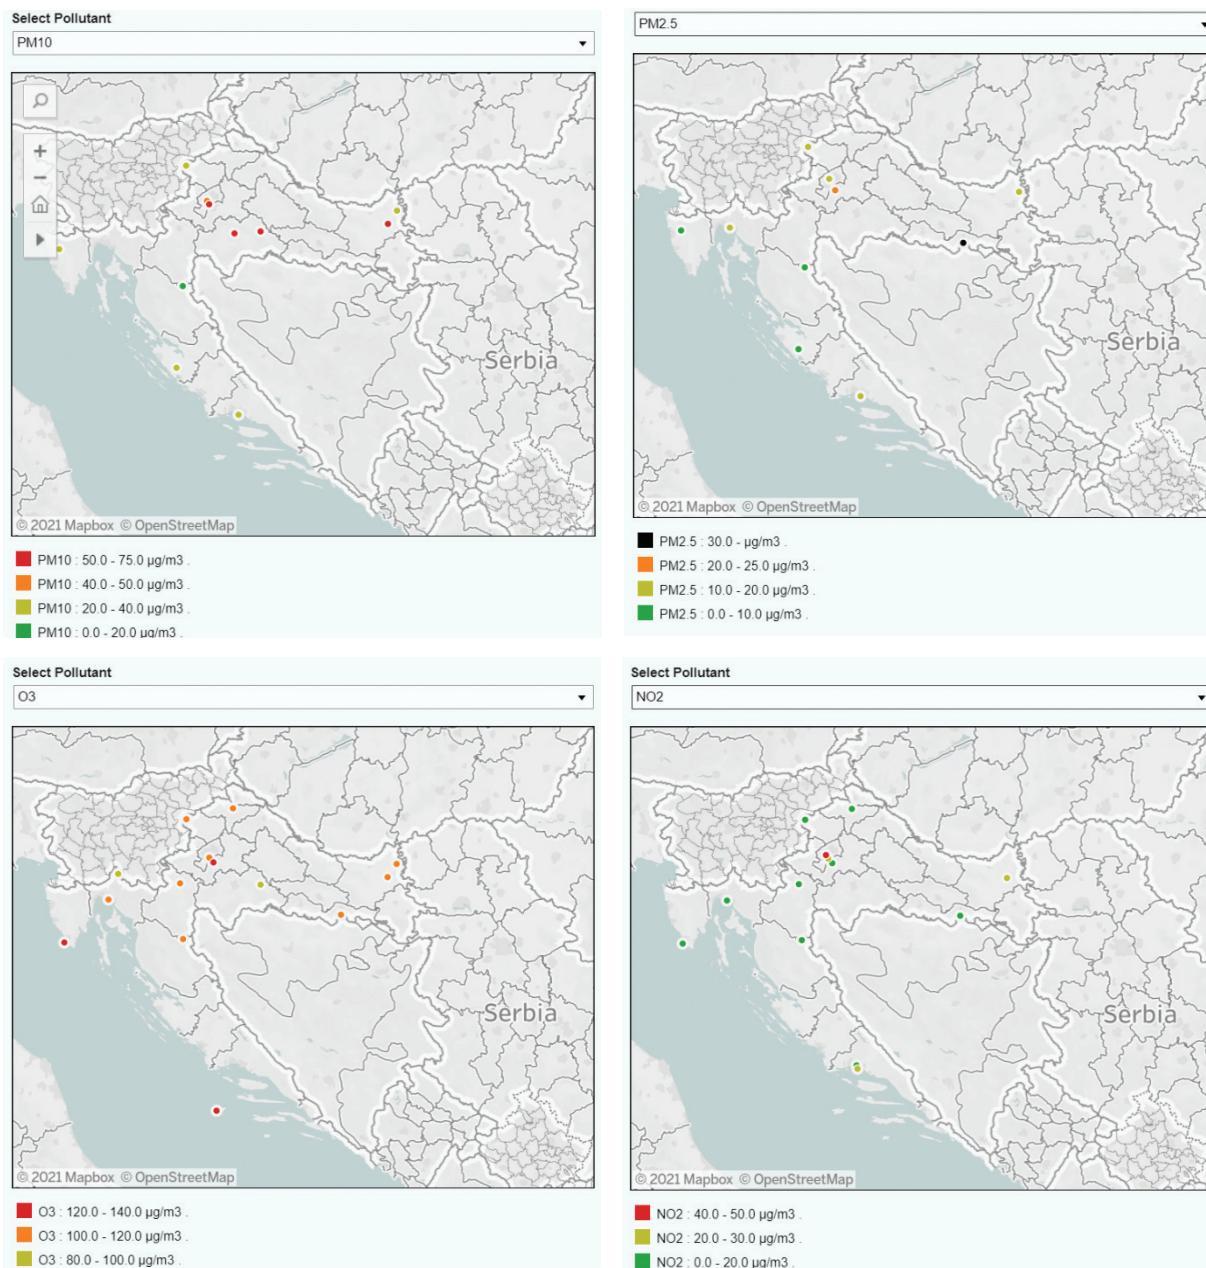 Select Pollutant
PM10
Serbia
© 2021 Mapbox © OpenStreetMap
PM10 : 50.0 - 75.0 µg/m3 .
PM10 : 40.0 - 50.0 µg/m3 .
PM10 : 20.0 - 40.0 µg/m3 .
PM10 : 0.0 - 20.0 µg/m3 .
PM2.5
Serbia
© 2021 Mapbox © OpenStreetMap
PM2.5 : 30.0 - µg/m3 .
PM2.5 : 20.0 - 25.0 µg/m3 .
PM2.5 : 10.0 - 20.0 µg/m3 .
PM2.5 : 0.0 - 10.0 µg/m3 .
Select Pollutant
O3
Serbia
© 2021 Mapbox © OpenStreetMap
O3 : 120.0 - 140.0 µg/m3 .
O3 : 100.0 - 120.0 µg/m3 .
O3 : 80.0 - 100.0 µg/m3 .
Select Pollutant
NO2
Serbia
© 2021 Mapbox © OpenStreetMap
NO2 : 40.0 - 50.0 µg/m3 .
NO2 : 20.0 - 30.0 µg/m3 .
NO2 : 0.0 - 20.0 µg/m3 .